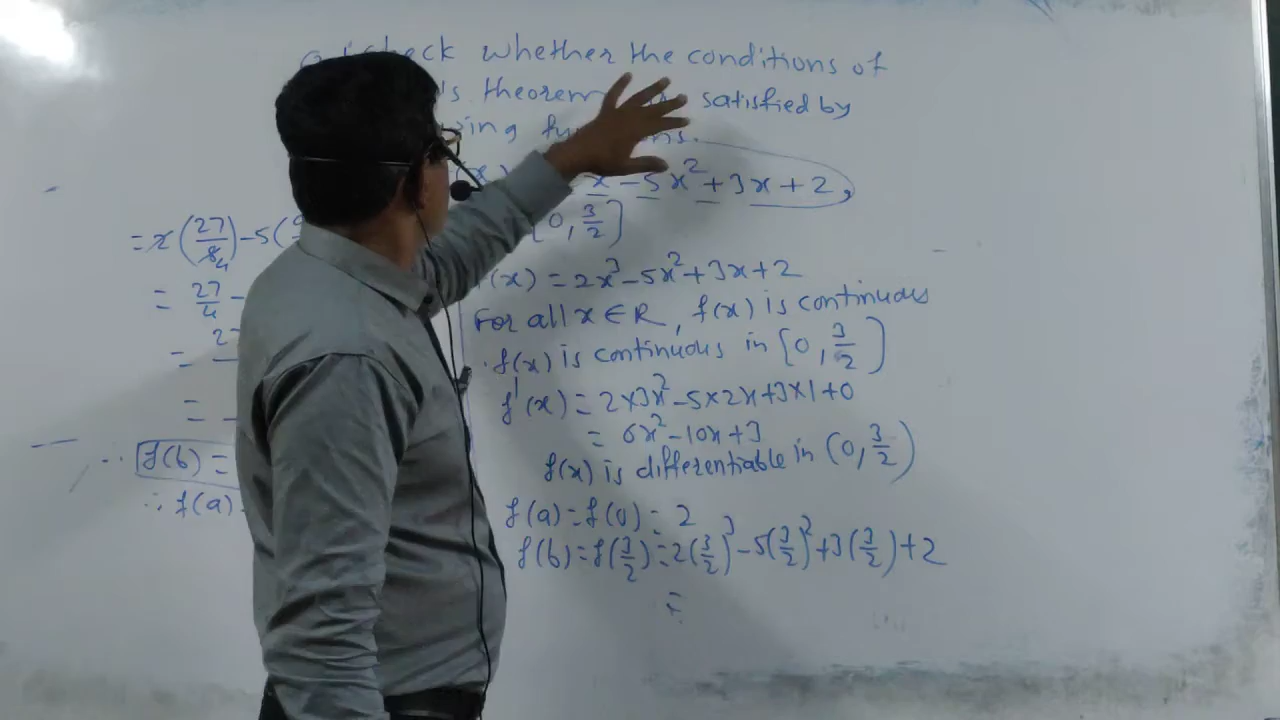 check whether the conditions of
's theorem satisfied by
(x) x - 5x² + 3x + 2,
[0, 3/2]
(x) = 2x³ - 5x² + 3x + 2
For all x ∈ R, f(x) is continuous
∴ f(x) is continuous in [0, 3/2]
f'(x) = 2×3x² - 5×2x + 3×1 + 0
= 6x² - 10x + 3
f(x) is differentiable in (0, 3/2)
f(a) = f(0) = 2
f(b) = f(3/2) = 2(3/2)³ - 5(3/2)² + 3(3/2) + 2
=
= 2(27/8 4) - 5(
= 27/4 -
=
=
∴ f(b) =
∴ f(a)